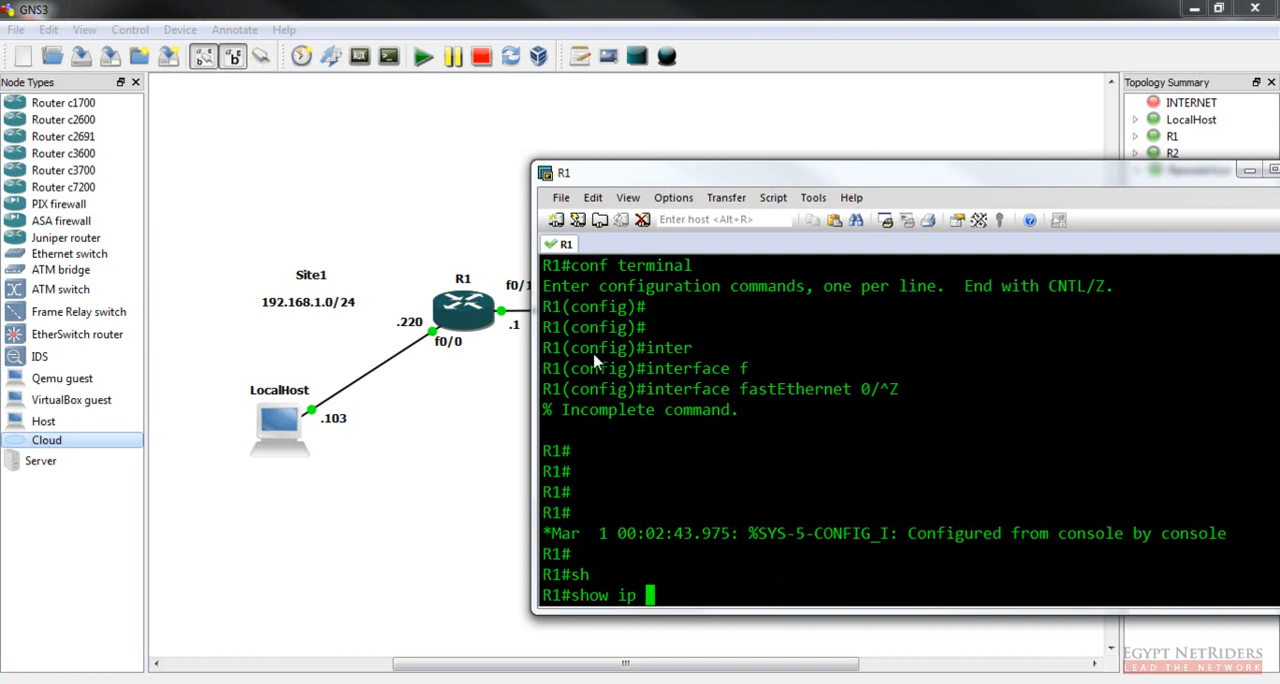 GNS3
File Edit View Control Device Annotate Help
Node Types
Router c1700
Router c2600
Router c2691
Router c3600
Router c3700
Router c7200
PIX firewall
ASA firewall
Juniper router
Ethernet switch
ATM bridge
ATM switch
Frame Relay switch
EtherSwitch router
IDS
Qemu guest
VirtualBox guest
Host
Cloud
Server
Site1
192.168.1.0/24
R1
f0/1
.1
.220
f0/0
LocalHost
.103
Topology Summary
INTERNET
LocalHost
R1
R2
R1
File Edit View Options Transfer Script Tools Help
Enter host <Alt+R>
R1
R1#conf terminal
Enter configuration commands, one per line.  End with CNTL/Z.
R1(config)#
R1(config)#
R1(config)#inter
R1(config)#interface f
R1(config)#interface fastEthernet 0/^Z
% Incomplete command.
R1#
R1#
R1#
R1#
*Mar  1 00:02:43.975: %SYS-5-CONFIG_I: Configured from console by console
R1#
R1#sh
R1#show ip
EGYPT NETRIDERS
LEAD THE NETWORK